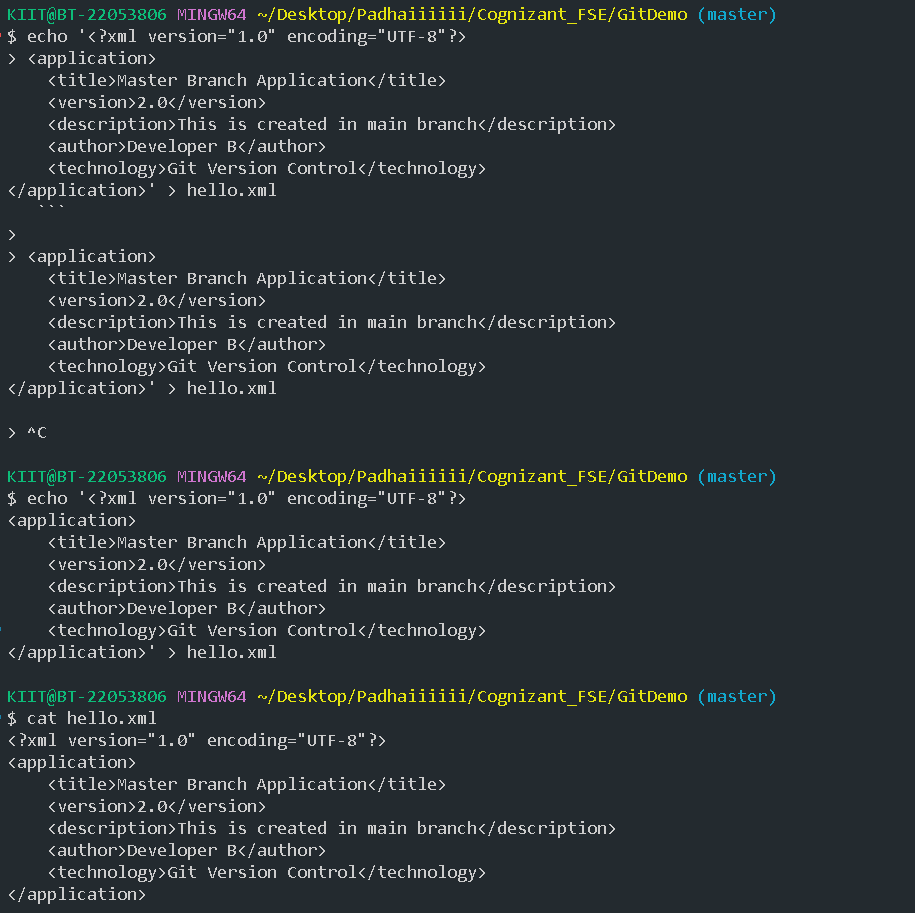 KIIT@BT-22053806 MINGW64 ~/Desktop/Padhaiiiiii/Cognizant_FSE/GitDemo (master)
$ echo '<?xml version="1.0" encoding="UTF-8"?>
> <application>
    <title>Master Branch Application</title>
    <version>2.0</version>
    <description>This is created in main branch</description>
    <author>Developer B</author>
    <technology>Git Version Control</technology>
</application>' > hello.xml
   ```
>
> <application>
    <title>Master Branch Application</title>
    <version>2.0</version>
    <description>This is created in main branch</description>
    <author>Developer B</author>
    <technology>Git Version Control</technology>
</application>' > hello.xml
> ^C
KIIT@BT-22053806 MINGW64 ~/Desktop/Padhaiiiiii/Cognizant_FSE/GitDemo (master)
$ echo '<?xml version="1.0" encoding="UTF-8"?>
<application>
    <title>Master Branch Application</title>
    <version>2.0</version>
    <description>This is created in main branch</description>
    <author>Developer B</author>
    <technology>Git Version Control</technology>
</application>' > hello.xml
KIIT@BT-22053806 MINGW64 ~/Desktop/Padhaiiiiii/Cognizant_FSE/GitDemo (master)
$ cat hello.xml
<?xml version="1.0" encoding="UTF-8"?>
<application>
    <title>Master Branch Application</title>
    <version>2.0</version>
    <description>This is created in main branch</description>
    <author>Developer B</author>
    <technology>Git Version Control</technology>
</application>